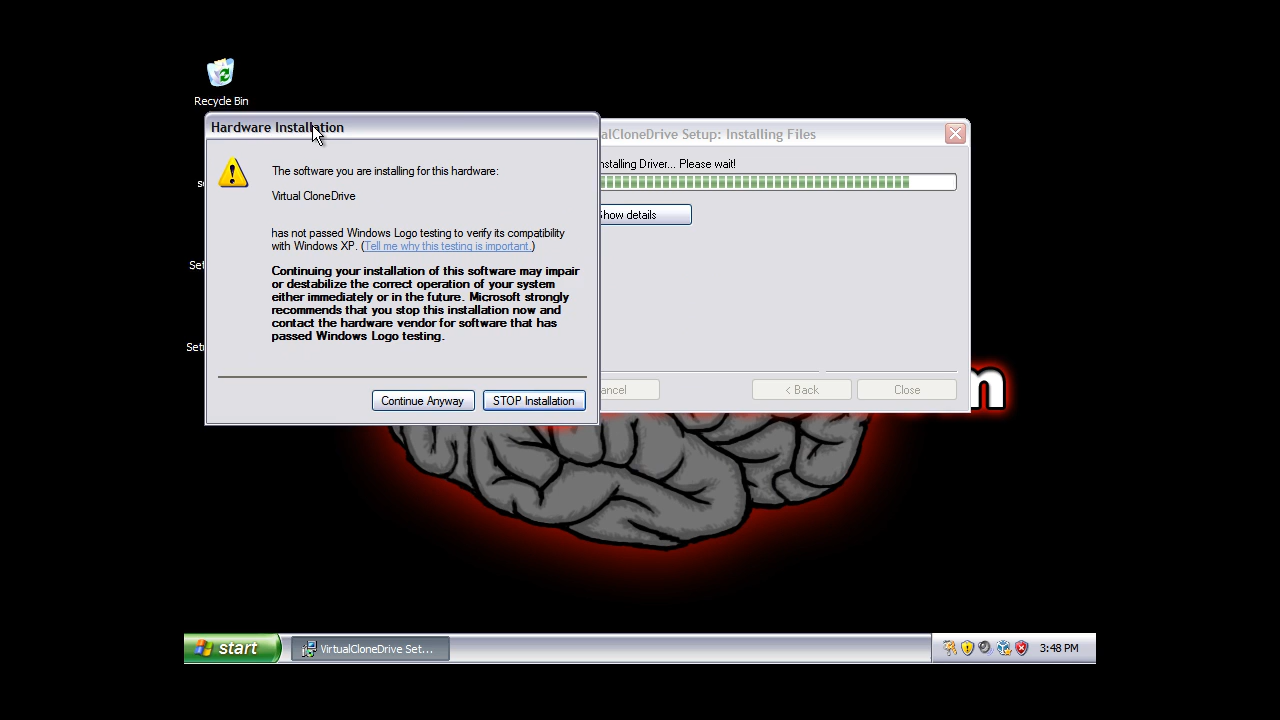 Recycle Bin
Hardware Installation
alCloneDrive Setup: Installing Files
The software you are installing for this hardware:
Virtual CloneDrive
has not passed Windows Logo testing to verify its compatibility
with Windows XP. (Tell me why this testing is important.)
Continuing your installation of this software may impair
or destabilize the correct operation of your system
either immediately or in the future. Microsoft strongly
recommends that you stop this installation now and
contact the hardware vendor for software that has
passed Windows Logo testing.
Continue Anyway
STOP Installation
nstalling Driver... Please wait!
Show details
ancel
< Back
Close
se
Set
Setu
m
start
VirtualCloneDrive Set...
3:48 PM